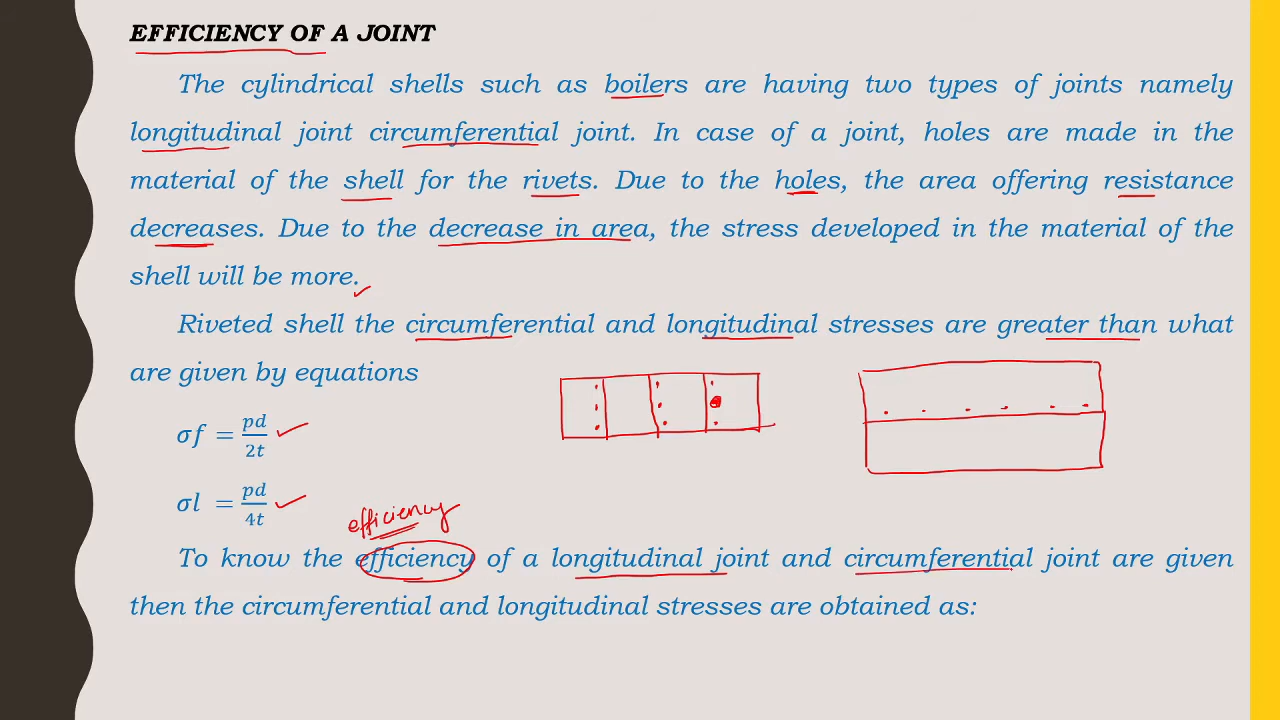 EFFICIENCY OF A JOINT
The cylindrical shells such as boilers are having two types of joints namely
longitudinal joint circumferential joint. In case of a joint, holes are made in the
material of the shell for the rivets. Due to the holes, the area offering resistance
decreases. Due to the decrease in area, the stress developed in the material of the
shell will be more.
Riveted shell the circumferential and longitudinal stresses are greater than what
are given by equations
σf = pd/2t
σl = pd/4t
efficiency
To know the efficiency of a longitudinal joint and circumferential joint are given
then the circumferential and longitudinal stresses are obtained as: